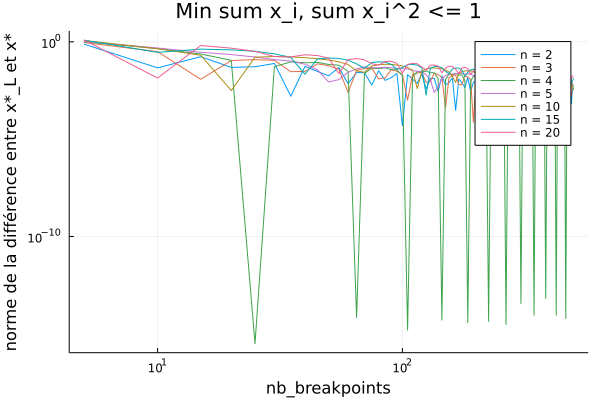 Min sum x_i, sum x_i^2 <= 1
norme de la différence entre x*_L et x*
10^0
10^-10
n = 2
n = 3
n = 4
n = 5
n = 10
n = 15
n = 20
10^1
10^2
nb_breakpoints